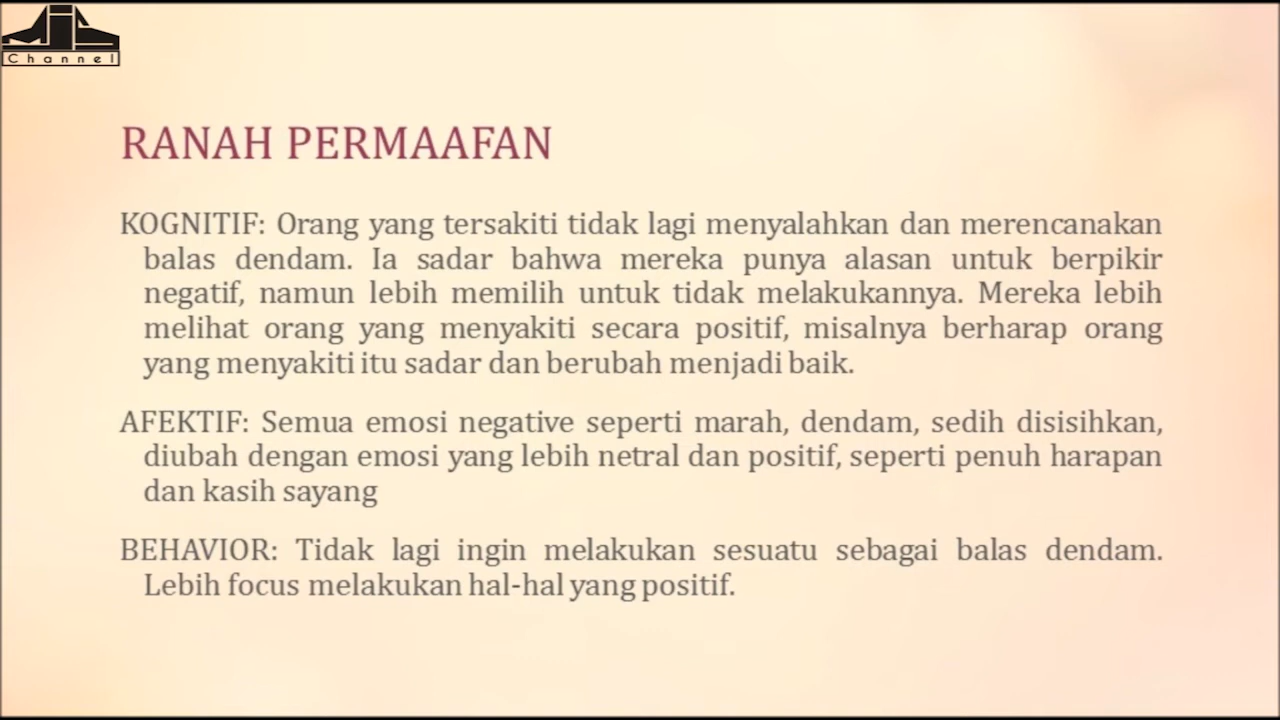 MJS
Channel
RANAH PERMAAFAN
KOGNITIF: Orang yang tersakiti tidak lagi menyalahkan dan merencanakan
balas dendam. Ia sadar bahwa mereka punya alasan untuk berpikir
negatif, namun lebih memilih untuk tidak melakukannya. Mereka lebih
melihat orang yang menyakiti secara positif, misalnya berharap orang
yang menyakiti itu sadar dan berubah menjadi baik.
AFEKTIF: Semua emosi negative seperti marah, dendam, sedih disisihkan,
diubah dengan emosi yang lebih netral dan positif, seperti penuh harapan
dan kasih sayang
BEHAVIOR: Tidak lagi ingin melakukan sesuatu sebagai balas dendam.
Lebih focus melakukan hal-hal yang positif.